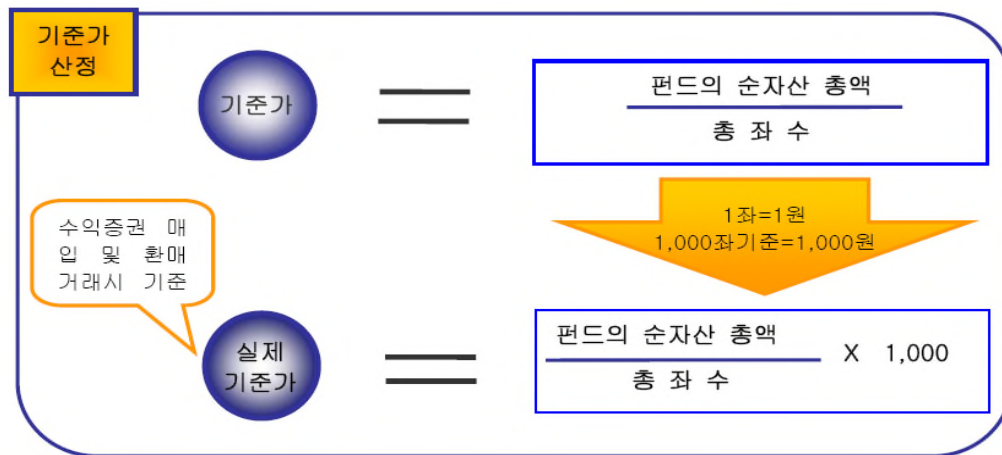 기준가
산정
기준가
펀드의 순자산 총액
총 좌 수
1좌=1원
1,000좌기준=1,000원
수익증권 매
입 및 환매
거래시 기준
실제
기준가
펀드의 순자산 총액
총 좌 수
X 1,000